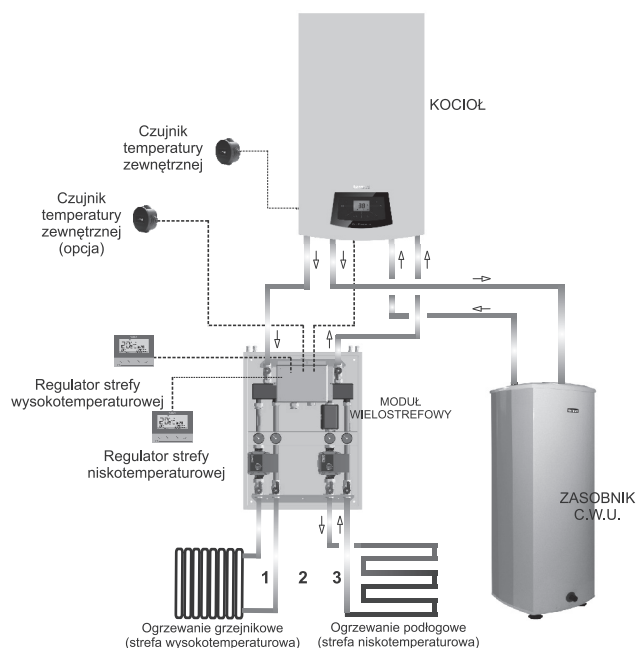 KOCIOŁ
Czujnik
temperatury
zewnętrznej
Czujnik
temperatury
zewnętrznej
(opcja)
Regulator strefy
wysokotemperaturowej
Regulator strefy
niskotemperaturowej
MODUŁ
WIELOSTREFOWY
ZASOBNIK
C.W.U.
1 2 3
Ogrzewanie grzejnikowe
(strefa wysokotemperaturowa)
Ogrzewanie podłogowe
(strefa niskotemperaturowa)